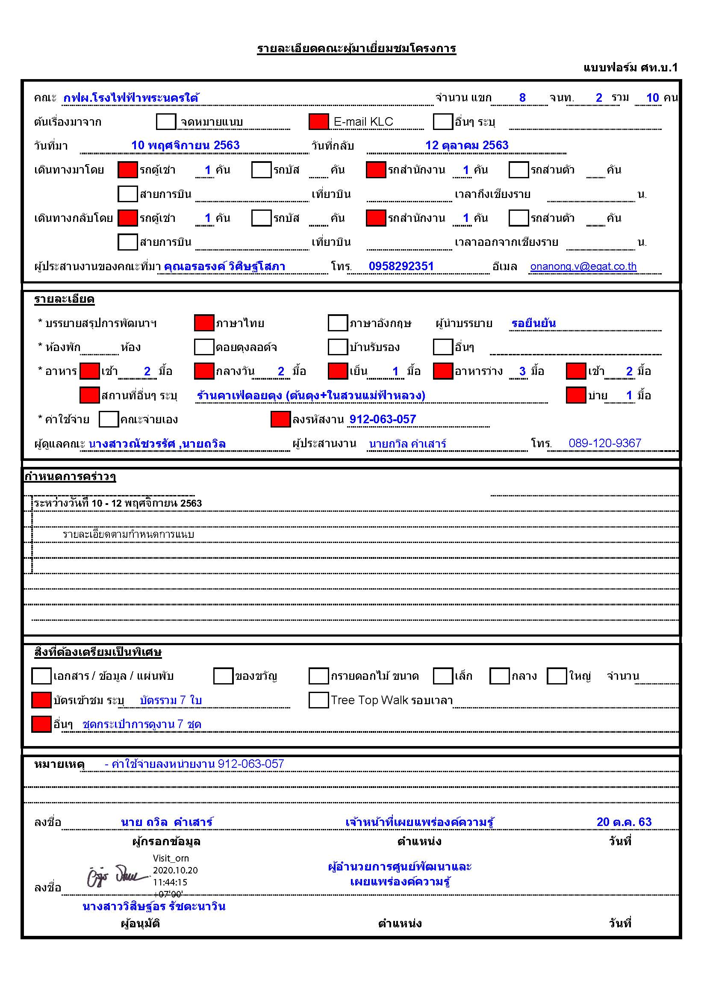 รายละเอียดคณะผู้มาเยี่ยมชมโครงการ
แบบฟอร์ม ศท.บ.1
คณะ กฟผ.โรงไฟฟ้าพระนครใต้ จำนวน แขก 8 จนท. 2 รวม 10 คน
ต้นเรื่องมาจาก จดหมายแนบ E-mail KLC อื่นๆ ระบุ
วันที่มา 10 พฤศจิกายน 2563 วันที่กลับ 12 ตุลาคม 2563
เดินทางมาโดย รถตู้เช่า 1 คัน รถบัส คัน รถสำนักงาน 1 คัน รถส่วนตัว คัน
สายการบิน เที่ยวบิน เวลาถึงเชียงราย น.
เดินทางกลับโดย รถตู้เช่า 1 คัน รถบัส คัน รถสำนักงาน 1 คัน รถส่วนตัว คัน
สายการบิน เที่ยวบิน เวลาออกจากเชียงราย น.
ผู้ประสานงานของคณะที่มา คุณอรอรงค์ วิศิษฐ์โสภา โทร. 0958292351 อีเมล onanong.v@egat.co.th
รายละเอียด
* บรรยายสรุปการพัฒนาฯ ภาษาไทย ภาษาอังกฤษ ผู้นำบรรยาย รอยืนยัน
* ห้องพัก ห้อง ดอยตุงลอด์จ บ้านรับรอง อื่นๆ
* อาหาร เช้า 2 มื้อ กลางวัน 2 มื้อ เย็น 1 มื้อ อาหารว่าง 3 มื้อ เช้า 2 มื้อ
สถานที่อื่นๆ ระบุ ร้านคาเฟ่ดอยตุง (ต้นตุง+ในสวนแม่ฟ้าหลวง) บ่าย 1 มื้อ
* ค่าใช้จ่าย คณะจ่ายเอง ลงรหัสงาน 912-063-057
ผู้ดูแลคณะ นางสาวณัชวรรัศ ,นายถวิล ผู้ประสานงาน นายถวิล คำเสาร์ โทร. 089-120-9367
กำหนดการคร่าวๆ
ระหว่างวันที่ 10 - 12 พฤศจิกายน 2563
รายละเอียดตามกำหนดการแนบ
สิ่งที่ต้องเตรียมเป็นพิเศษ
เอกสาร / ข้อมูล / แผ่นพับ ของขวัญ กรวยดอกไม้ ขนาด เล็ก กลาง ใหญ่ จำนวน
บัตรเข้าชม ระบุ บัตรรวม 7 ใบ Tree Top Walk รอบเวลา
อื่นๆ ชุดกระเป๋าการดูงาน 7 ชุด
หมายเหตุ - ค่าใช้จ่ายลงหน่วยงาน 912-063-057
ลงชื่อ นาย ถวิล คำเสาร์ เจ้าหน้าที่เผยแพร่องค์ความรู้ 20 ต.ค. 63
ผู้กรอกข้อมูล ตำแหน่ง วันที่
Visit_orn
2020.10.20
11:44:15
+07'00'
ผู้อำนวยการศูนย์พัฒนาและ
เผยแพร่องค์ความรู้
ลงชื่อ
นางสาววิสิษฐ์อร รัชตะนาวิน
ผู้อนุมัติ ตำแหน่ง วันที่